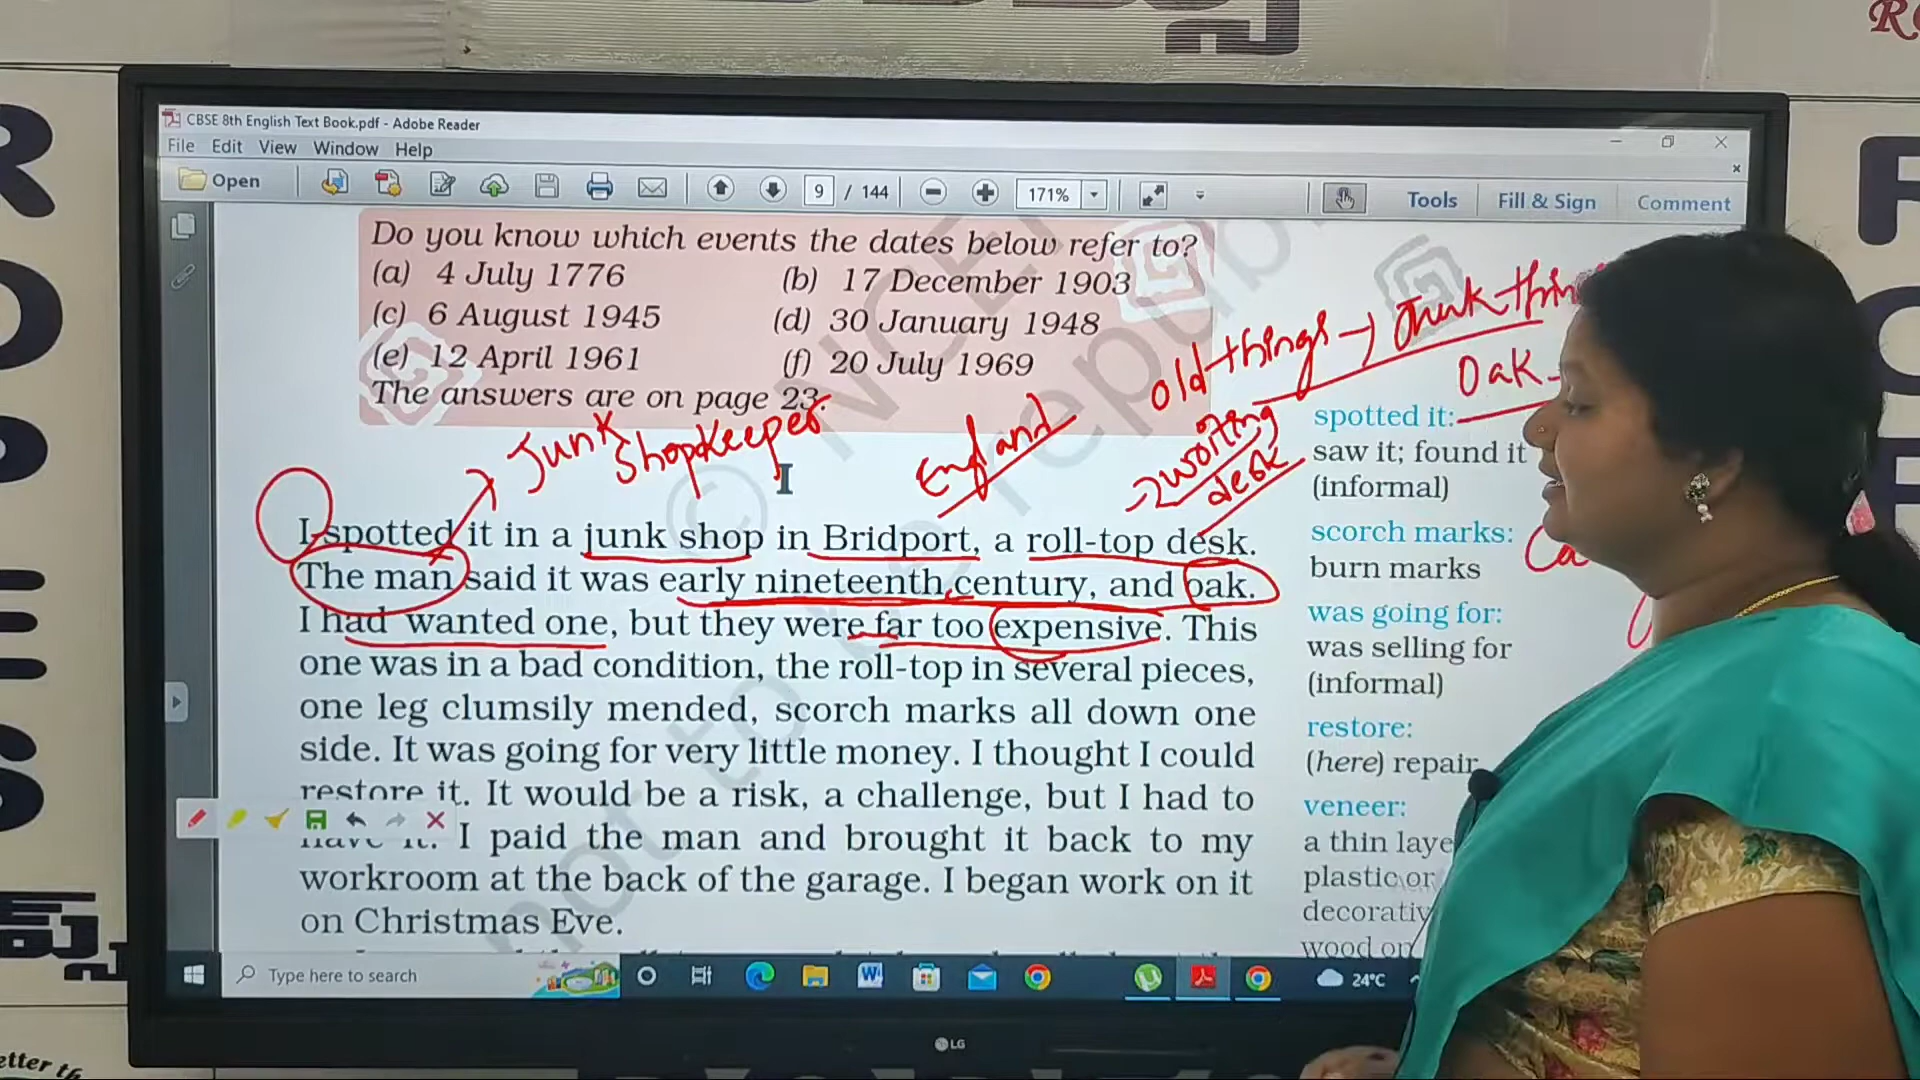 CBSE 8th English Text Book.pdf - Adobe Reader
File Edit View Window Help
Open
9 / 144
171%
Tools
Fill & Sign
Comment
Do you know which events the dates below refer to?
(a) 4 July 1776
(b) 17 December 1903
(c) 6 August 1945
(d) 30 January 1948
(e) 12 April 1961
(f) 20 July 1969
The answers are on page 23.
Junk Shopkeeper
England
Old things → Junk thin
Oak
writing desk
I spotted it in a junk shop in Bridport, a roll-top desk.
The man said it was early nineteenth century, and oak.
I had wanted one, but they were far too expensive. This
one was in a bad condition, the roll-top in several pieces,
one leg clumsily mended, scorch marks all down one
side. It was going for very little money. I thought I could
restore it. It would be a risk, a challenge, but I had to
have it. I paid the man and brought it back to my
workroom at the back of the garage. I began work on it
on Christmas Eve.
spotted it:
saw it; found it
(informal)
scorch marks:
burn marks
was going for:
was selling for
(informal)
restore:
(here) repair
veneer:
a thin laye
plastic or
decorativ
wood on
© NCE
not to
republ
Type here to search
24°C
LG
etter th